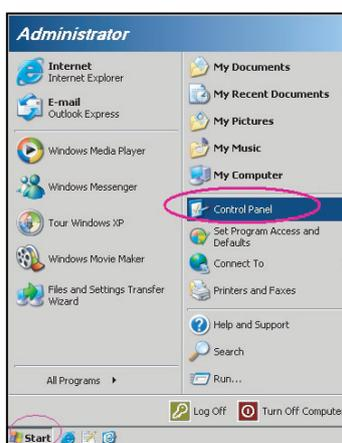 Administrator
Internet
Internet Explorer
E-mail
Outlook Express
Windows Media Player
Windows Messenger
Tour Windows XP
Windows Movie Maker
Files and Settings Transfer
Wizard
All Programs
My Documents
My Recent Documents
My Pictures
My Music
My Computer
Control Panel
Set Program Access and
Defaults
Connect To
Printers and Faxes
Help and Support
Search
Run...
Log Off
Turn Off Compute
Start